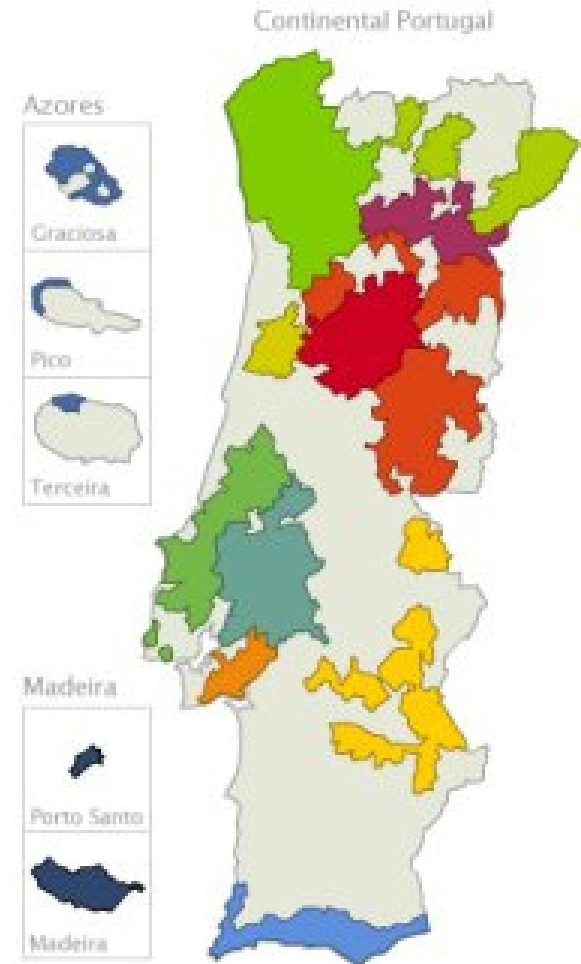 Continental Portugal
Azores
Graciosa
Pico
Terceira
Madeira
Porto Santo
Madeira